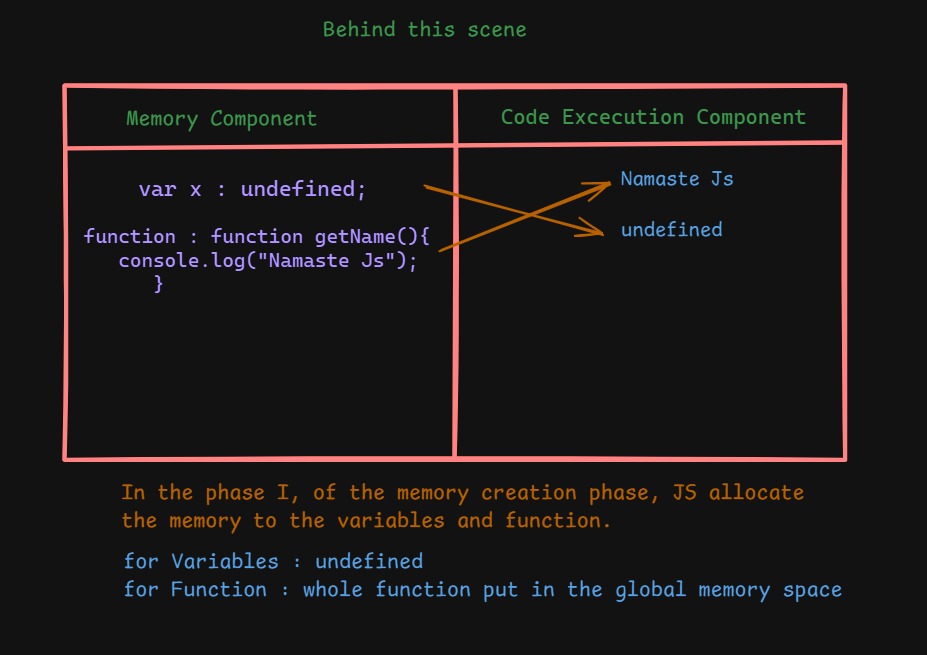 Behind this scene
Memory Component
Code Excecution Component
var x : undefined;
function : function getName(){
console.log("Namaste Js");
}
Namaste Js
undefined
In the phase I, of the memory creation phase, JS allocate
the memory to the variables and function.
for Variables : undefined
for Function : whole function put in the global memory space